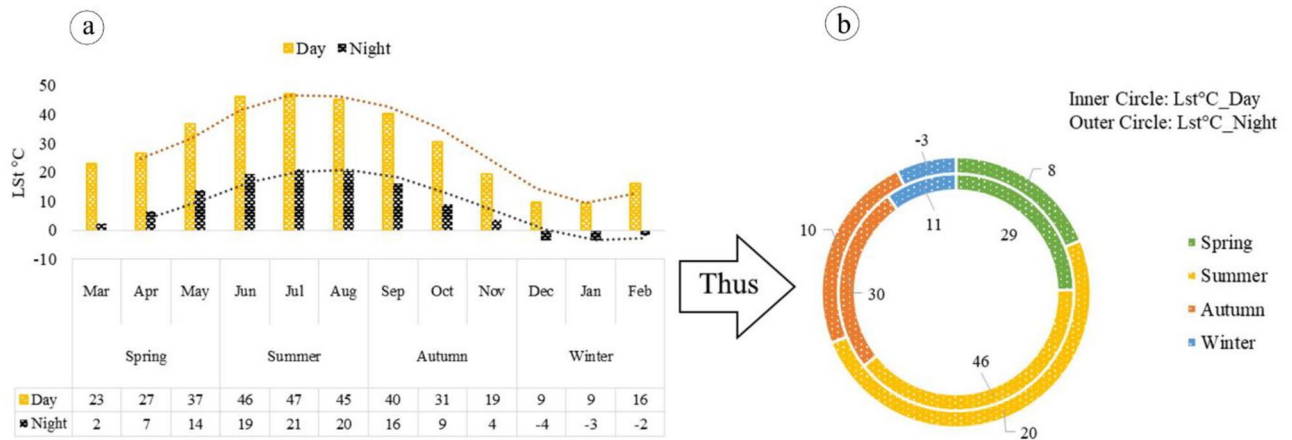 a
Day Night
LSt °C
50
40
30
20
10
0
-10
Mar Apr May Jun Jul Aug Sep Oct Nov Dec Jan Feb
Spring Summer Autumn Winter
Day 23 27 37 46 47 45 40 31 19 9 9 16
Night 2 7 14 19 21 20 16 9 4 -4 -3 -2
Thus
b
Inner Circle: Lst°C_Day
Outer Circle: Lst°C_Night
-3
8
11
29
10
30
46
20
Spring
Summer
Autumn
Winter